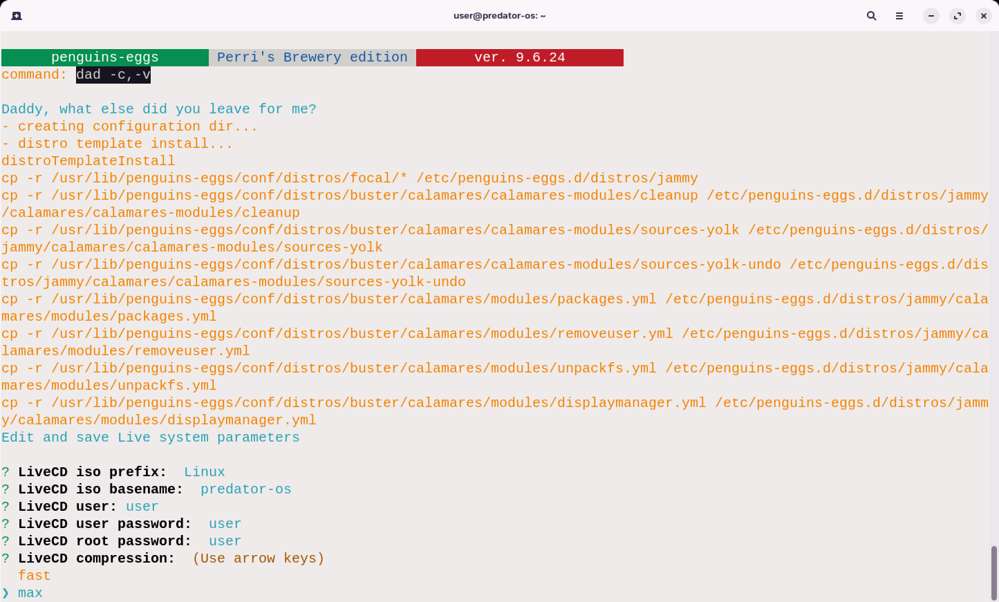 user@predator-os: ~
penguins-eggs Perri's Brewery edition ver. 9.6.24
command: dad -c,-v
Daddy, what else did you leave for me?
- creating configuration dir...
- distro template install...
distroTemplateInstall
cp -r /usr/lib/penguins-eggs/conf/distros/focal/* /etc/penguins-eggs.d/distros/jammy
cp -r /usr/lib/penguins-eggs/conf/distros/buster/calamares/calamares-modules/cleanup /etc/penguins-eggs.d/distros/jammy
/calamares/calamares-modules/cleanup
cp -r /usr/lib/penguins-eggs/conf/distros/buster/calamares/calamares-modules/sources-yolk /etc/penguins-eggs.d/distros/
jammy/calamares/calamares-modules/sources-yolk
cp -r /usr/lib/penguins-eggs/conf/distros/buster/calamares/calamares-modules/sources-yolk-undo /etc/penguins-eggs.d/dis
tros/jammy/calamares/calamares-modules/sources-yolk-undo
cp -r /usr/lib/penguins-eggs/conf/distros/buster/calamares/modules/packages.yml /etc/penguins-eggs.d/distros/jammy/cala
mares/modules/packages.yml
cp -r /usr/lib/penguins-eggs/conf/distros/buster/calamares/modules/removeuser.yml /etc/penguins-eggs.d/distros/jammy/ca
lamares/modules/removeuser.yml
cp -r /usr/lib/penguins-eggs/conf/distros/buster/calamares/modules/unpackfs.yml /etc/penguins-eggs.d/distros/jammy/cala
mares/modules/unpackfs.yml
cp -r /usr/lib/penguins-eggs/conf/distros/buster/calamares/modules/displaymanager.yml /etc/penguins-eggs.d/distros/jamm
y/calamares/modules/displaymanager.yml
Edit and save Live system parameters
? LiveCD iso prefix: Linux
? LiveCD iso basename: predator-os
? LiveCD user: user
? LiveCD user password: user
? LiveCD root password: user
? LiveCD compression: (Use arrow keys)
fast
❯ max